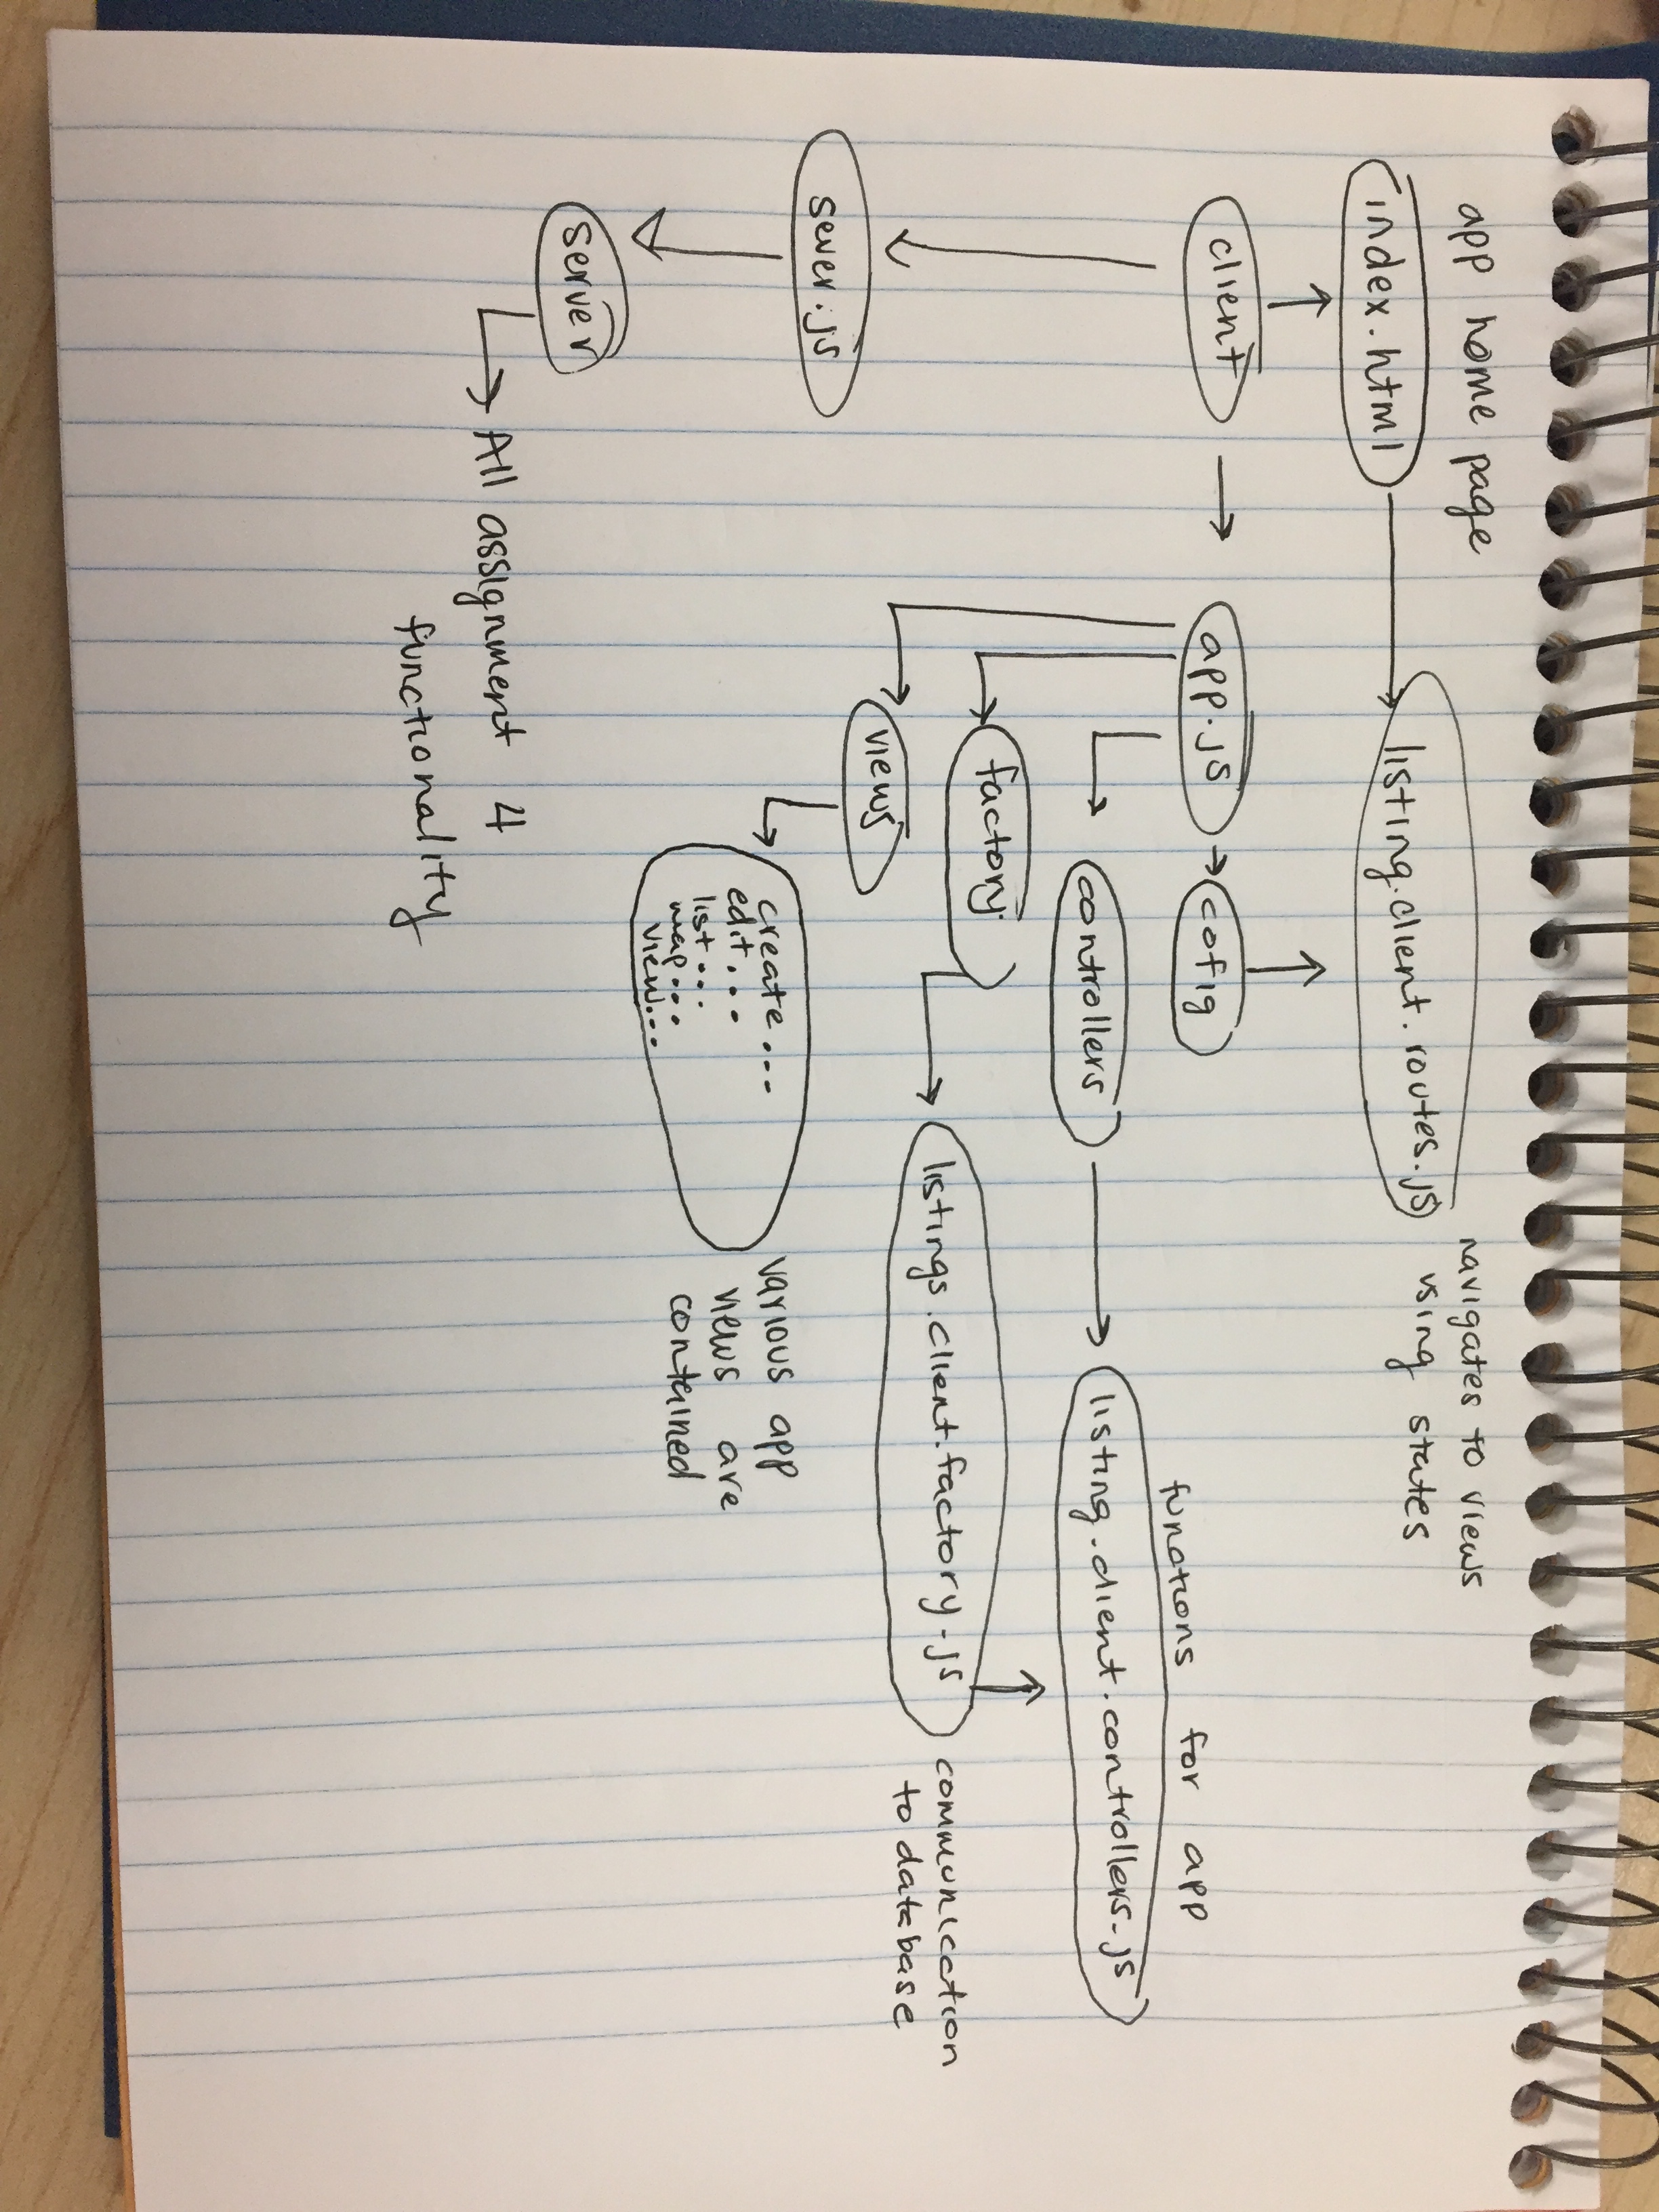 app home page
index.html
listing.client.routes.js
navigates to views
using states
client
app.js
cofig
functions for app
controllers
listing.client.controllers.js
factory
listings.client.factory.js
communication
to database
sever.js
views
create...
edit...
list...
map...
view...
various app
views are
contained
server
All assignment 4
functionality